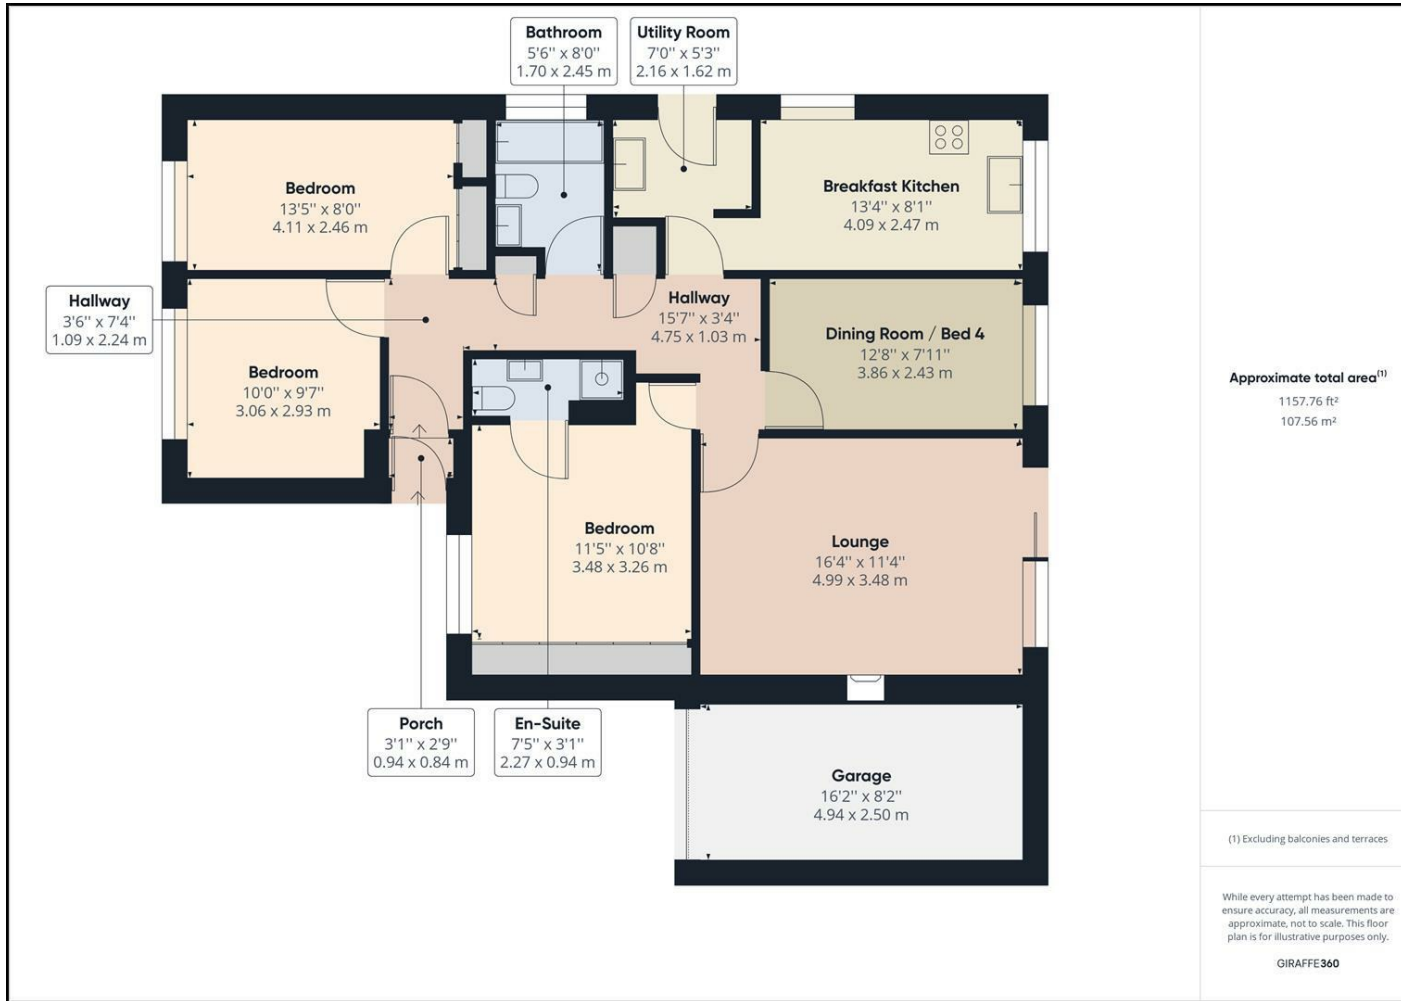 Bathroom
5'6'' x 8'0''
1.70 x 2.45 m
Utility Room
7'0'' x 5'3''
2.16 x 1.62 m
Bedroom
13'5'' x 8'0''
4.11 x 2.46 m
Breakfast Kitchen
13'4'' x 8'1''
4.09 x 2.47 m
Hallway
3'6'' x 7'4''
1.09 x 2.24 m
Hallway
15'7'' x 3'4''
4.75 x 1.03 m
Dining Room / Bed 4
12'8'' x 7'11''
3.86 x 2.43 m
Bedroom
10'0'' x 9'7''
3.06 x 2.93 m
Bedroom
11'5'' x 10'8''
3.48 x 3.26 m
Lounge
16'4'' x 11'4''
4.99 x 3.48 m
Porch
3'1'' x 2'9''
0.94 x 0.84 m
En-Suite
7'5'' x 3'1''
2.27 x 0.94 m
Garage
16'2'' x 8'2''
4.94 x 2.50 m
Approximate total area⁽¹⁾
1157.76 ft²
107.56 m²
(1) Excluding balconies and terraces
While every attempt has been made to
ensure accuracy, all measurements are
approximate, not to scale. This floor
plan is for illustrative purposes only.
GIRAFFE360